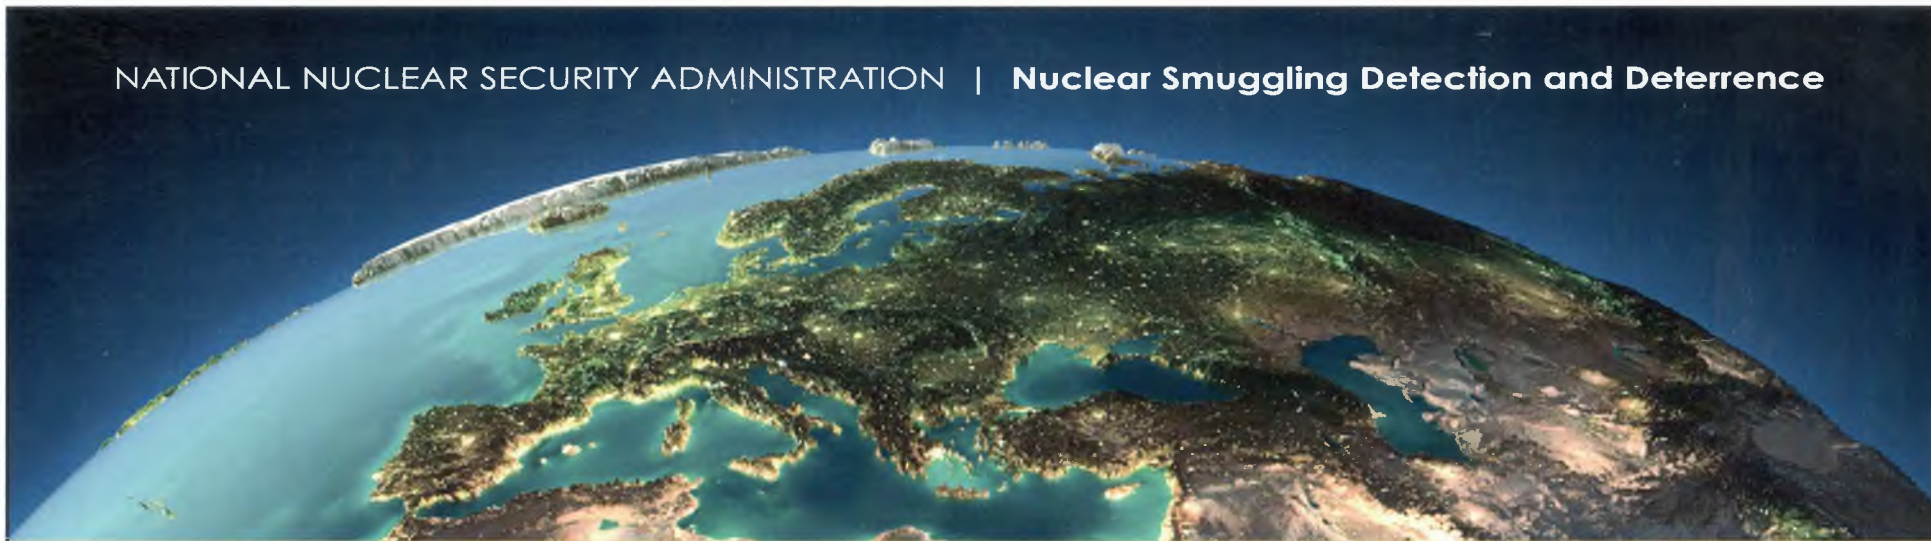 NATIONAL NUCLEAR SECURITY ADMINISTRATION | Nuclear Smuggling Detection and Deterrence